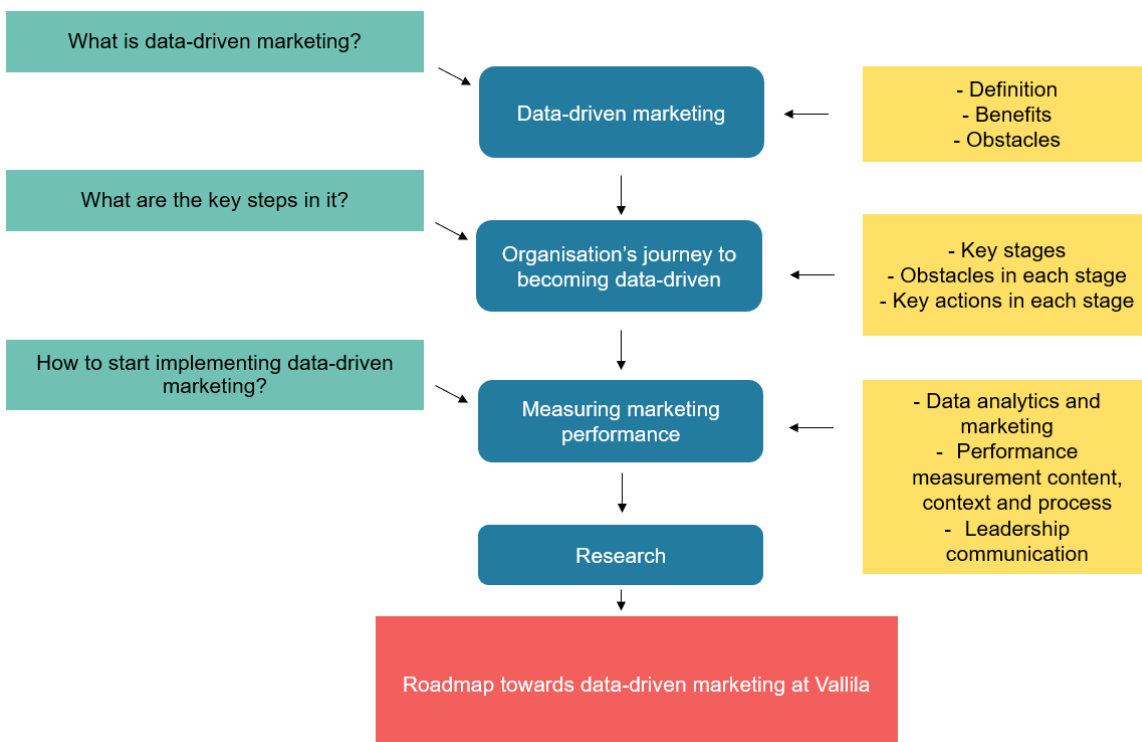 What is data-driven marketing?
Data-driven marketing
- Definition
- Benefits
- Obstacles
What are the key steps in it?
Organisation's journey to
becoming data-driven
- Key stages
- Obstacles in each stage
- Key actions in each stage
How to start implementing data-driven
marketing?
Measuring marketing
performance
- Data analytics and
marketing
- Performance
measurement content,
context and process
- Leadership
communication
Research
Roadmap towards data-driven marketing at Vallila